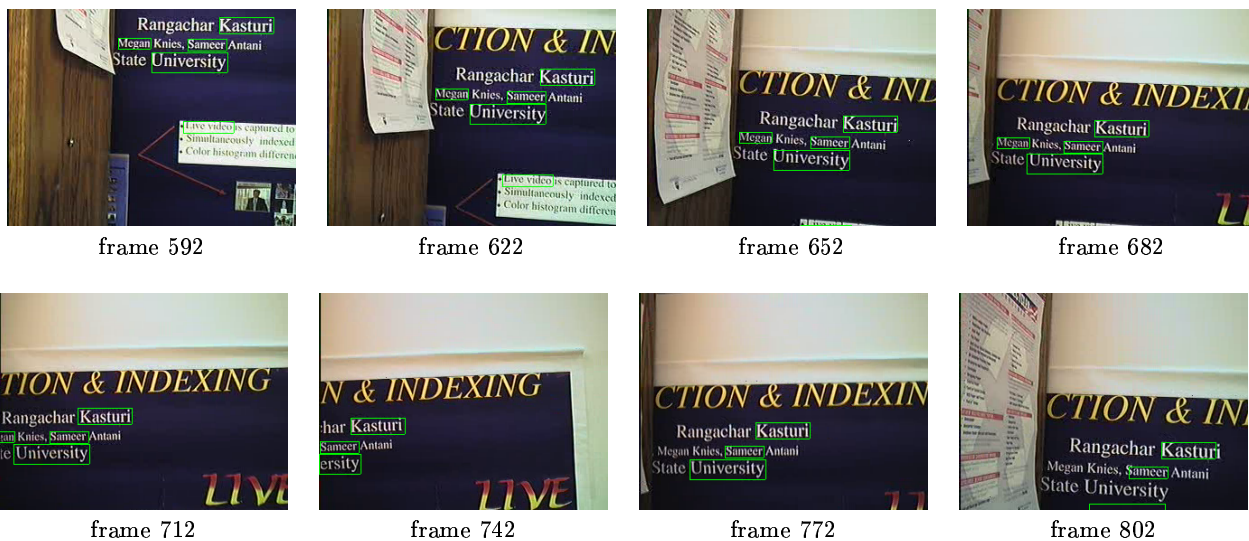 Rangachar Kasturi
Megan Knies, Sameer Antani
State University
• Live video is captured to
• Simultaneously indexed
• Color histogram differen
frame 592
CTION & IN
Rangachar Kasturi
Megan Knies, Sameer Antani
State University
• Live video is captured to
• Simultaneously indexed
• Color histogram differen
frame 622
CTION & IND
Rangachar Kasturi
Megan Knies, Sameer Antani
State University
frame 652
CTION & INDEXI
Rangachar Kasturi
Megan Knies, Sameer Antani
State University
LI
frame 682
TION & INDEXING
Rangachar Kasturi
gan Knies, Sameer Antani
te University
LIVE
frame 712
N & INDEXING
char Kasturi
Sameer Antani
ersity
LIVE
frame 742
CTION & INDEXIN
Rangachar Kasturi
Megan Knies, Sameer Antani
State University
LI
frame 772
CTION & IN
Rangachar Kasturi
Megan Knies, Sameer Antani
State University
frame 802